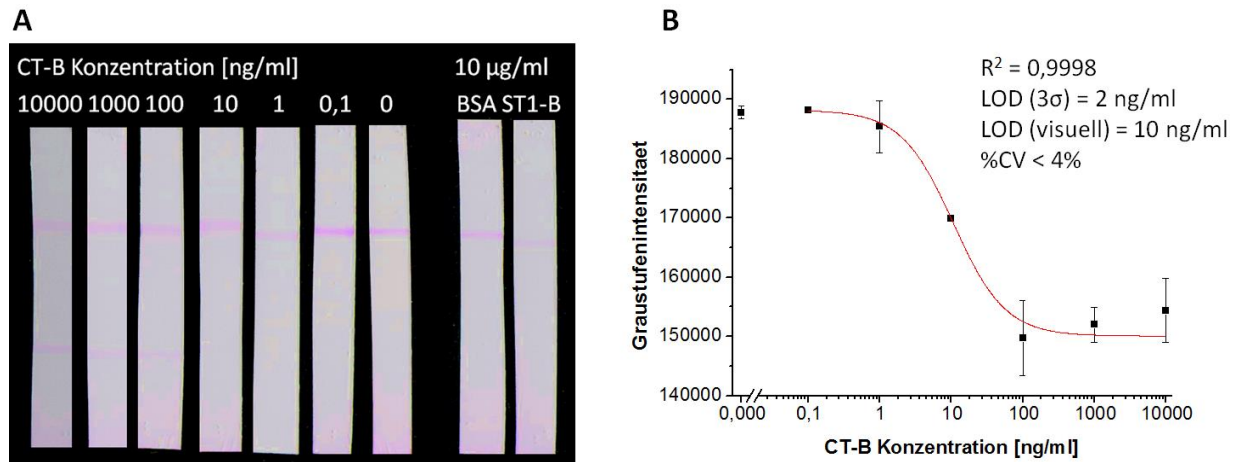 A
CT-B Konzentration [ng/ml]
10 µg/ml
10000 1000 100 10 1 0,1 0
BSA ST1-B
B
R² = 0,9998
LOD (3σ) = 2 ng/ml
LOD (visuell) = 10 ng/ml
%CV < 4%
Graustufenintensitaet
190000
180000
170000
160000
150000
140000
0,000 0,1 1 10 100 1000 10000
CT-B Konzentration [ng/ml]